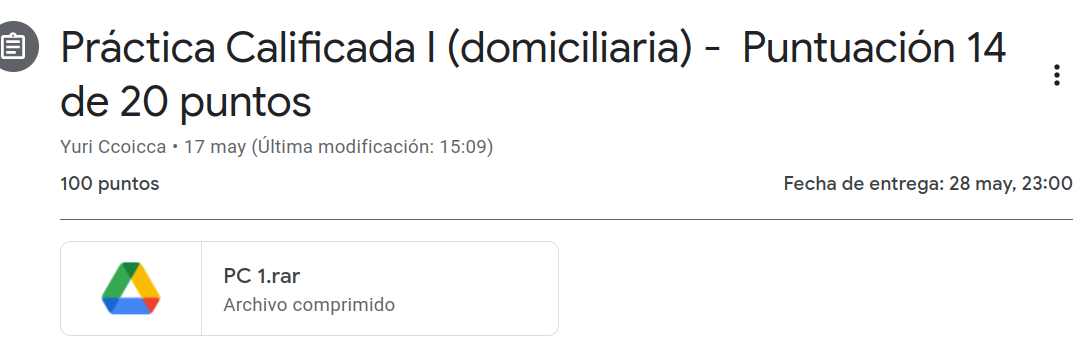 Práctica Calificada I (domiciliaria) - Puntuación 14
de 20 puntos
Yuri Ccoicca • 17 may (Última modificación: 15:09)
100 puntos
Fecha de entrega: 28 may, 23:00
PC 1.rar
Archivo comprimido